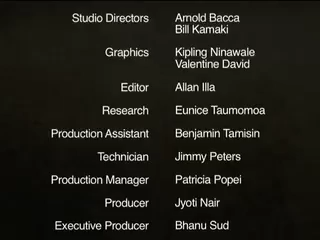 Studio Directors Arnold Bacca
Bill Kamaki
Graphics Kipling Ninawale
Valentine David
Editor Allan Illa
Research Eunice Taumomoa
Production Assistant Benjamin Tamisin
Technician Jimmy Peters
Production Manager Patricia Popei
Producer Jyoti Nair
Executive Producer Bhanu Sud